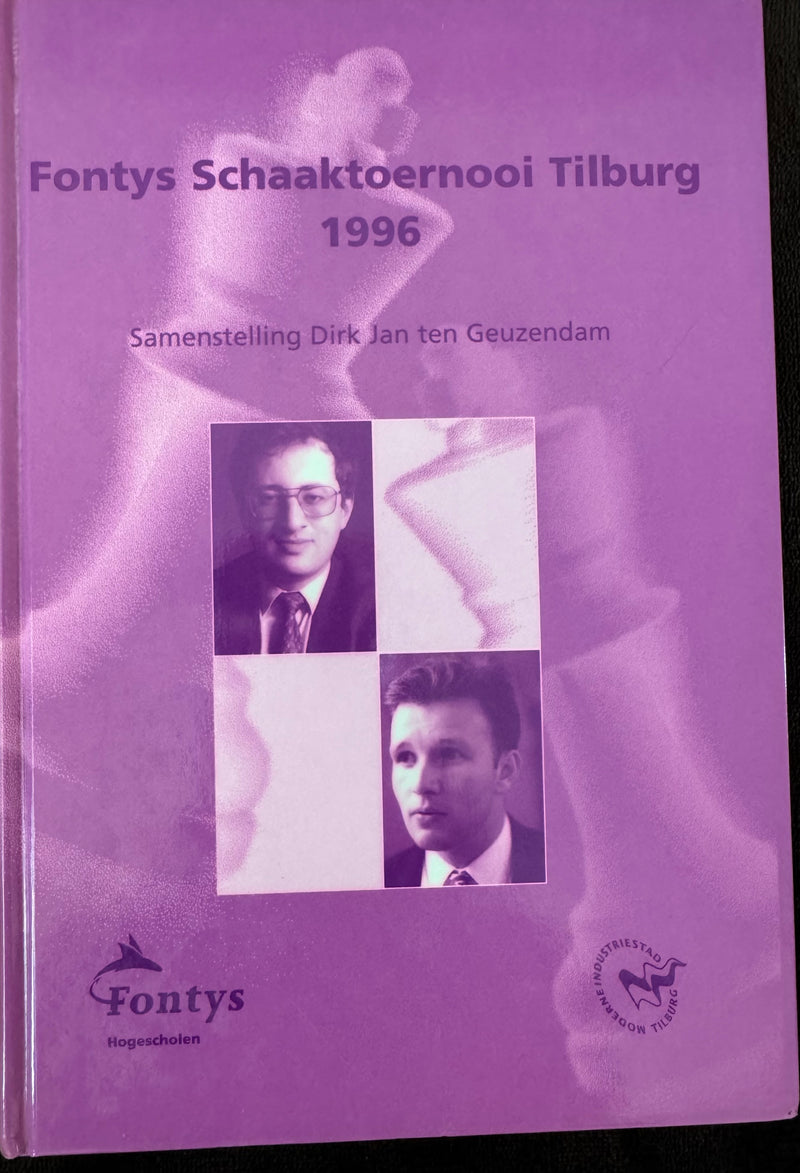 Fontys Schaaktoernooi Tilburg
1996
Samenstelling Dirk Jan ten Geuzendam
Fontys
Hogescholen
MODERNE INDUSTRIESTAD
TILBURG